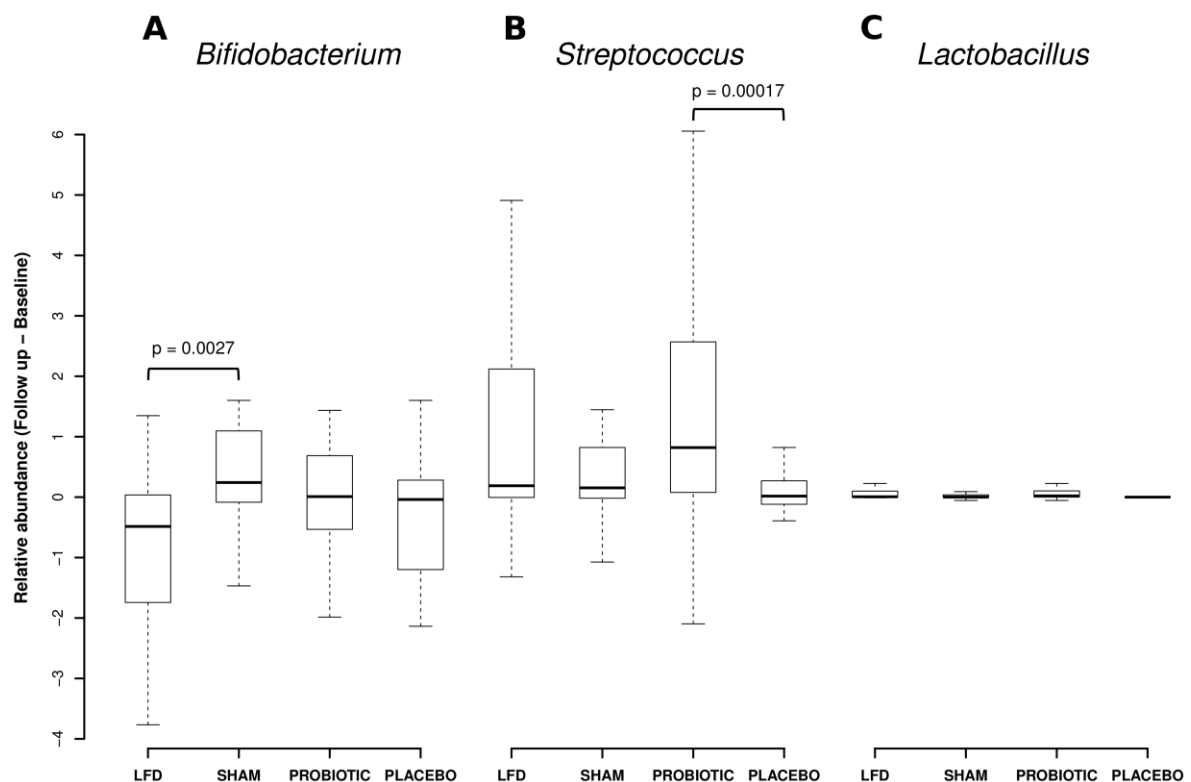 A
Bifidobacterium
B
Streptococcus
C
Lactobacillus
p = 0.00017
p = 0.0027
Relative abundance (Follow up – Baseline)
6
5
4
3
2
1
0
−1
−2
−3
−4
LFD SHAM PROBIOTIC PLACEBO LFD SHAM PROBIOTIC PLACEBO LFD SHAM PROBIOTIC PLACEBO